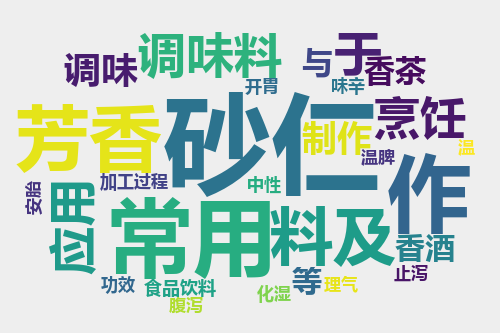 调味料
与
于
调味
香茶
开胃
味辛
芳香
砂仁
制作
烹饪
温
温脾
安胎
应用
加工过程
中性
作
常用
料及
香酒
功效
食品饮料
等
理气
止泻
腹泻
化湿